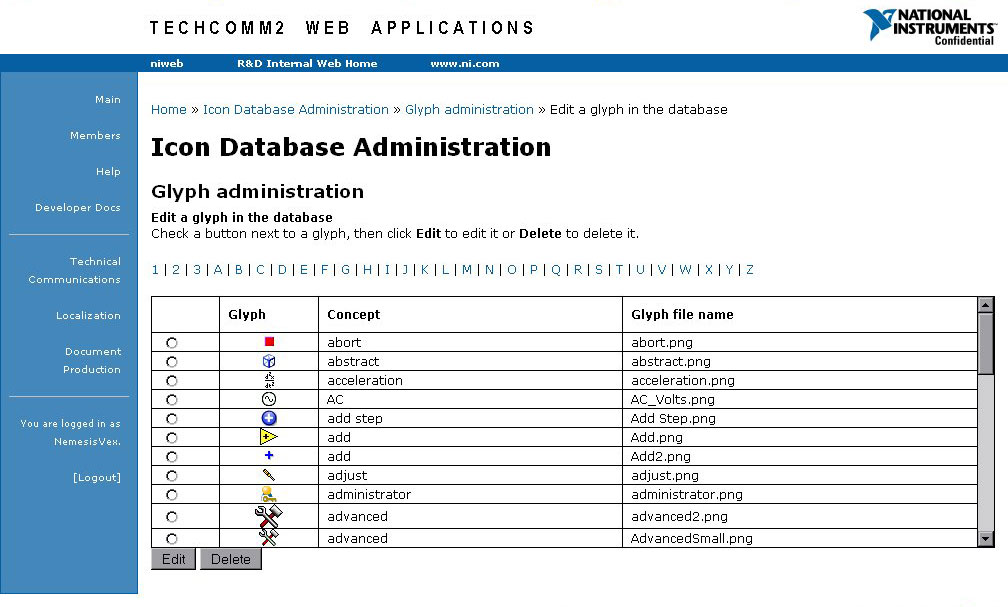 TECHCOMM2 WEB APPLICATIONS
NATIONAL
INSTRUMENTS™
Confidential
niweb R&D Internal Web Home www.ni.com
Main
Members
Help
Developer Docs
Technical
Communications
Localization
Document
Production
You are logged in as
NemesisVex.
[Logout]
Home » Icon Database Administration » Glyph administration » Edit a glyph in the database
Icon Database Administration
Glyph administration
Edit a glyph in the database
Check a button next to a glyph, then click Edit to edit it or Delete to delete it.
1 | 2 | 3 | A | B | C | D | E | F | G | H | I | J | K | L | M | N | O | P | Q | R | S | T | U | V | W | X | Y | Z
Glyph Concept Glyph file name
abort abort.png
abstract abstract.png
acceleration acceleration.png
AC AC_Volts.png
add step Add Step.png
add Add.png
add Add2.png
adjust adjust.png
administrator administrator.png
advanced advanced2.png
advanced AdvancedSmall.png
Edit Delete